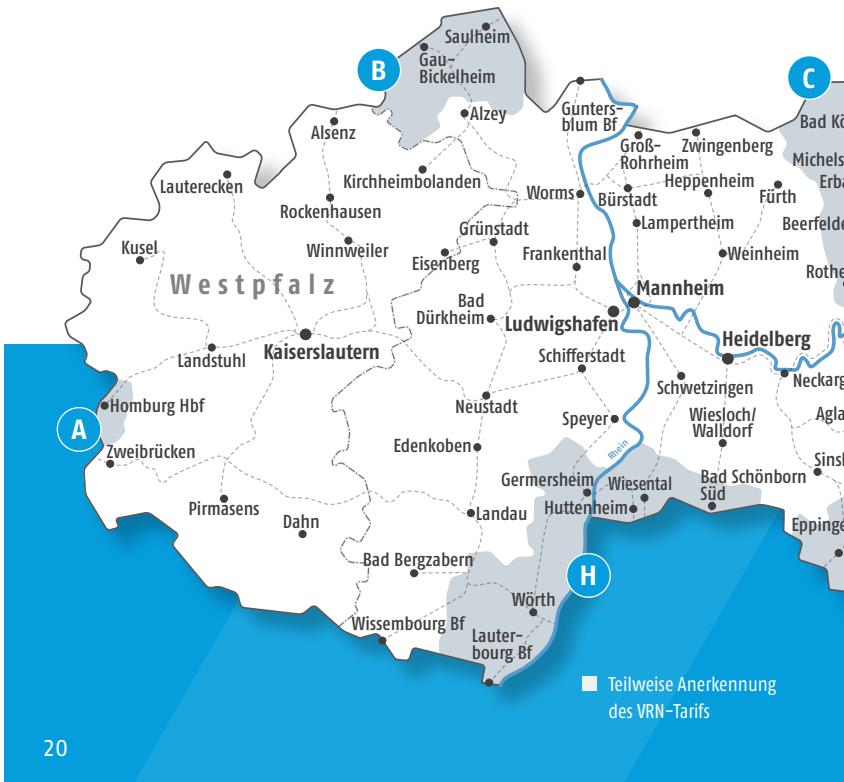 B
Saulheim
Gau-
Bickelheim
C
Alzey
Gunters-
blum Bf
Bad Kö
Alsenz
Groß-
Rohrheim
Zwingenberg
Michels
Erba
Lauterecken
Kirchheimbolanden
Worms
Bürstadt
Heppenheim
Fürth
Rockenhausen
Lampertheim
Beerfelde
Kusel
Winnweiler
Grünstadt
Eisenberg
Frankenthal
Weinheim
Rothe
Westpfalz
Bad
Dürkheim
Mannheim
Ludwigshafen
Heidelberg
Landstuhl
Kaiserslautern
Schifferstadt
Schwetzingen
Neckarg
Homburg Hbf
A
Neustadt
Speyer
Wiesloch/
Walldorf
Agla
Zweibrücken
Edenkoben
Rhein
Germersheim
Wiesental
Bad Schönborn
Süd
Sinsh
Pirmasens
Huttenheim
Landau
Dahn
Eppinge
Bad Bergzabern
H
Wörth
Wissembourg Bf
Lauter-
bourg Bf
Teilweise Anerkennung
des VRN-Tarifs
20